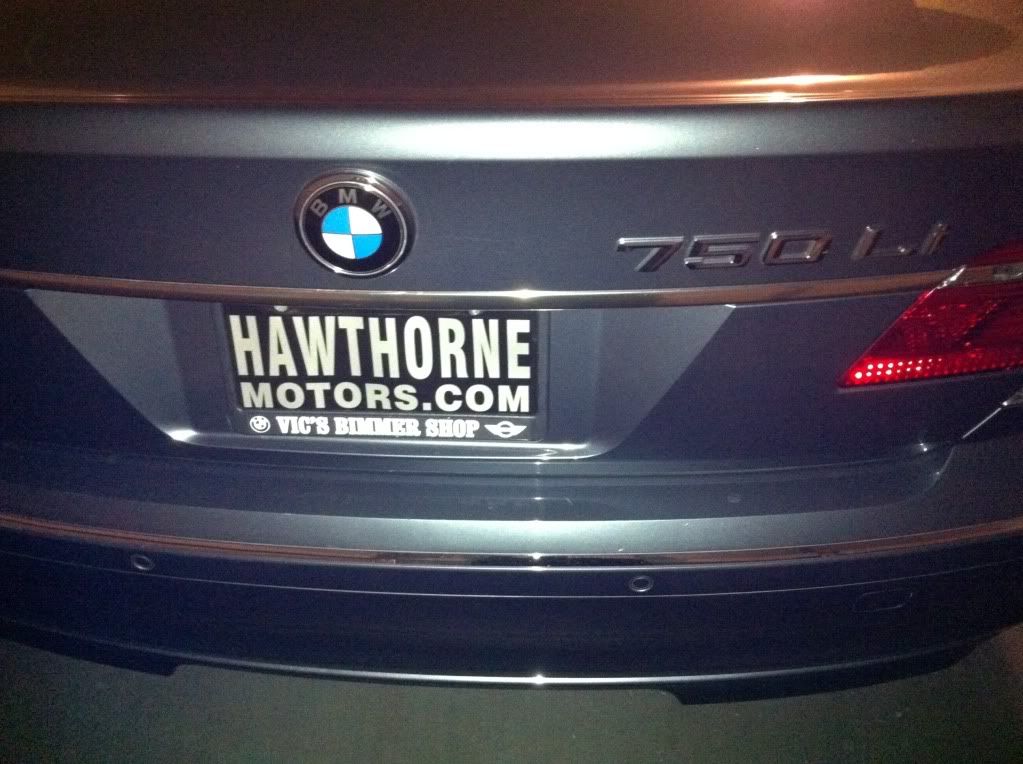 BMW
750Li
HAWTHORNE
MOTORS.COM
VIC'S BIMMER SHOP